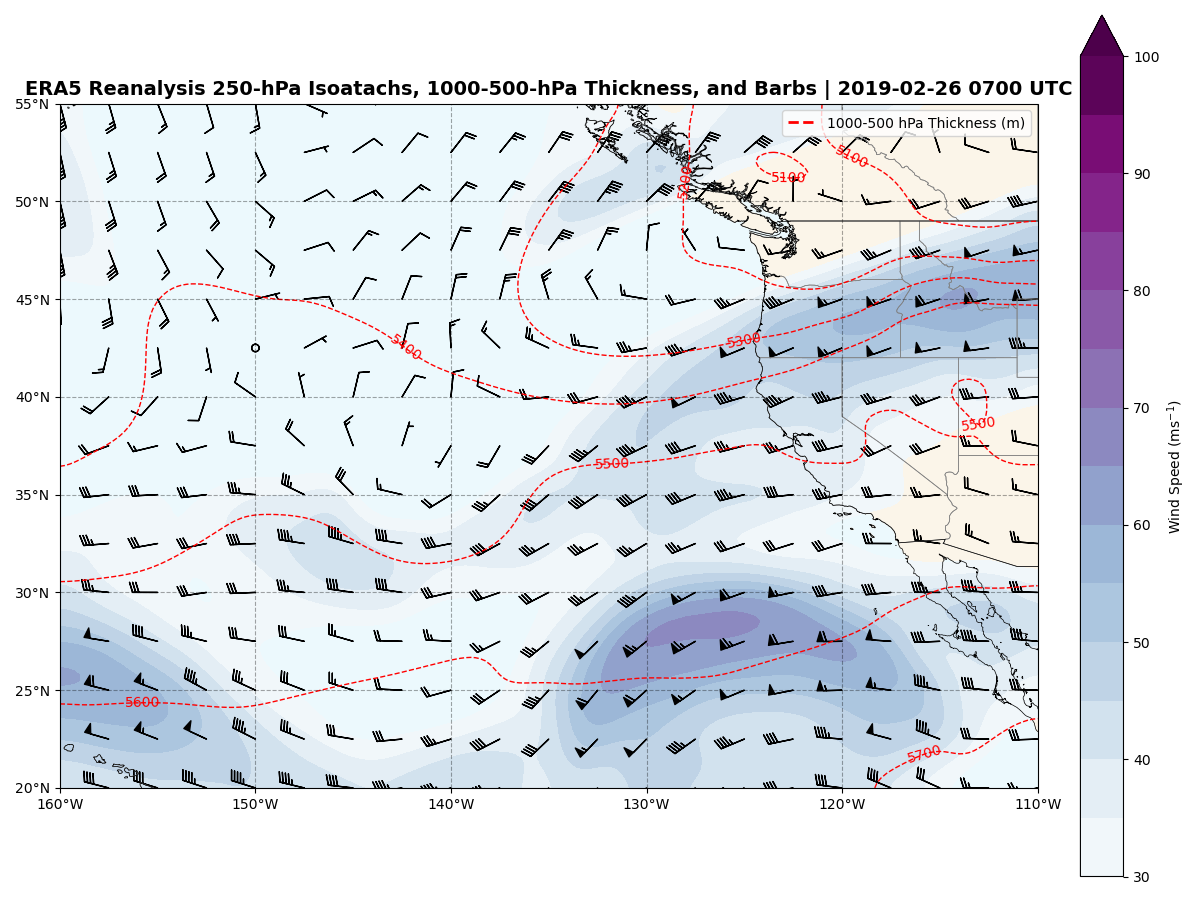 ERA5 Reanalysis 250-hPa Isoatachs, 1000-500-hPa Thickness, and Barbs | 2019-02-26 0700 UTC
1000-500 hPa Thickness (m)
55°N
50°N
45°N
40°N
35°N
30°N
25°N
20°N
160°W
150°W
140°W
130°W
120°W
110°W
5100
5100
5200
5300
5400
5500
5500
5600
5700
100
90
80
70
60
50
40
30
Wind Speed (ms⁻¹)